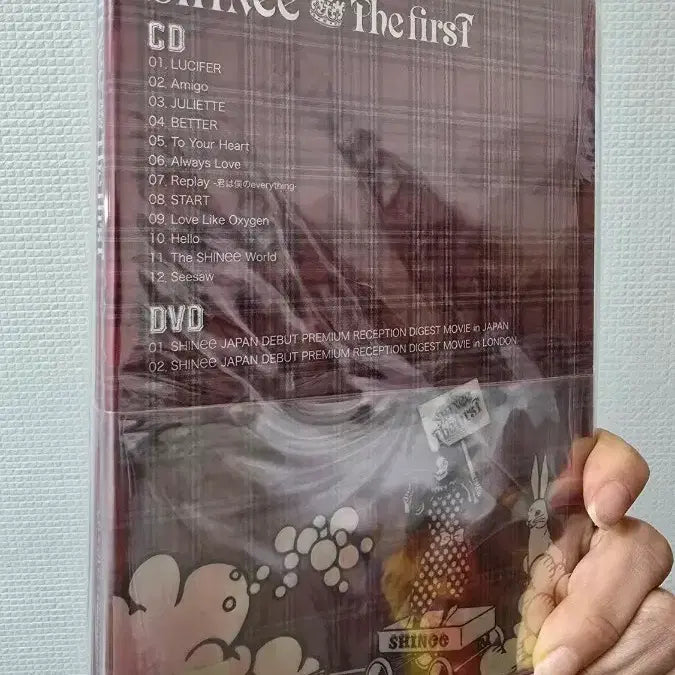 SHINee The first
CD
01. LUCIFER
02. Amigo
03. JULIETTE
04. BETTER
05. To Your Heart
06. Always Love
07. Replay -君は僕のeverything-
08 START
09. Love Like Oxygen
10 Hello
11. The SHINee World
12. Seesaw
DVD
01. SHINee JAPAN DEBUT PREMIUM RECEPTION DIGEST MOVIE in JAPAN
02. SHINee JAPAN DEBUT PREMIUM RECEPTION DIGEST MOVIE in LONDON
SHINee
THE FIRST
SHINee